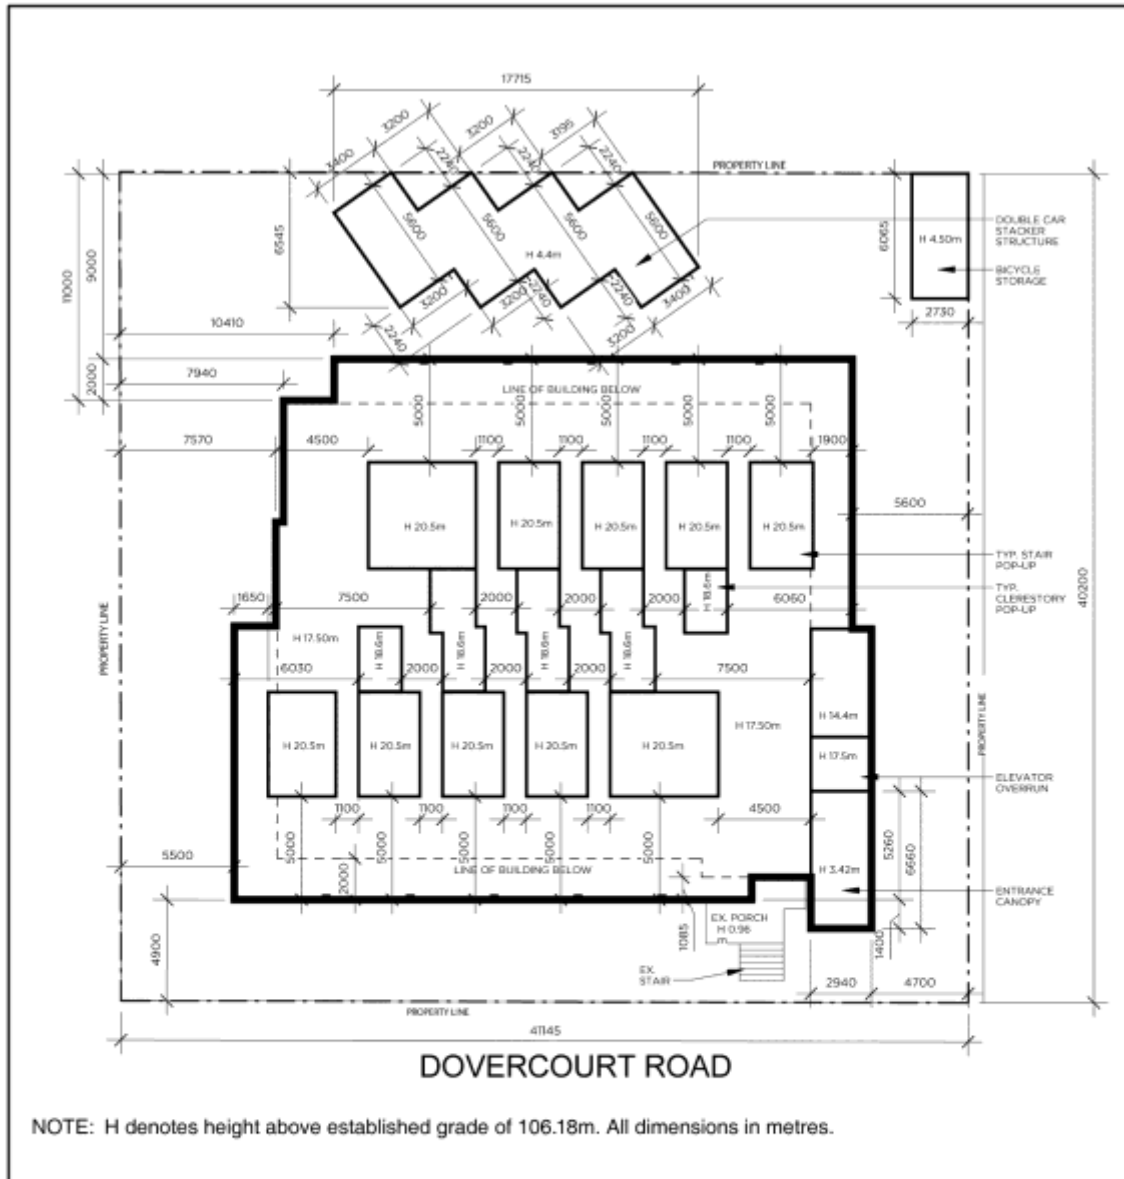 17715
3200
3200
3195
3400
2240
2240
2240
PROPERTY LINE
5600
5600
5600
5600
6545
H 4.4m
6065
H 4.50m
DOUBLE CAR
STACKER
STRUCTURE
BICYCLE
STORAGE
11000
9000
3200
3200
2240
2240
3400
3200
2240
2730
10410
2000
7940
LINE OF BUILDING BELOW
5000
5000
5000
5000
5000
7570
4500
1100
1100
1100
1100
1900
5600
H 20.5m
H 20.5m
H 20.5m
H 20.5m
H 20.5m
TYP. STAIR
POP-UP
TYP.
CLERESTORY
POP-UP
40200
1650
7500
2000
2000
2000
H 18.6m
6060
PROPERTY LINE
H 17.50m
H 18.6m
H 18.6m
H 18.6m
H 18.6m
6030
2000
2000
2000
7500
H 20.5m
H 20.5m
H 20.5m
H 20.5m
H 20.5m
H 17.50m
H 14.4m
H 17.5m
PROPERTY LINE
ELEVATOR
OVERRUN
1100
1100
1100
1100
4500
5000
2000
5000
5000
5000
5000
5260
6660
5500
LINE OF BUILDING BELOW
H 3.42m
ENTRANCE
CANOPY
4900
1085
EX. PORCH
H 0.96
m
1400
EX.
STAIR
2940
4700
PROPERTY LINE
41145
DOVERCOURT ROAD
NOTE: H denotes height above established grade of 106.18m. All dimensions in metres.